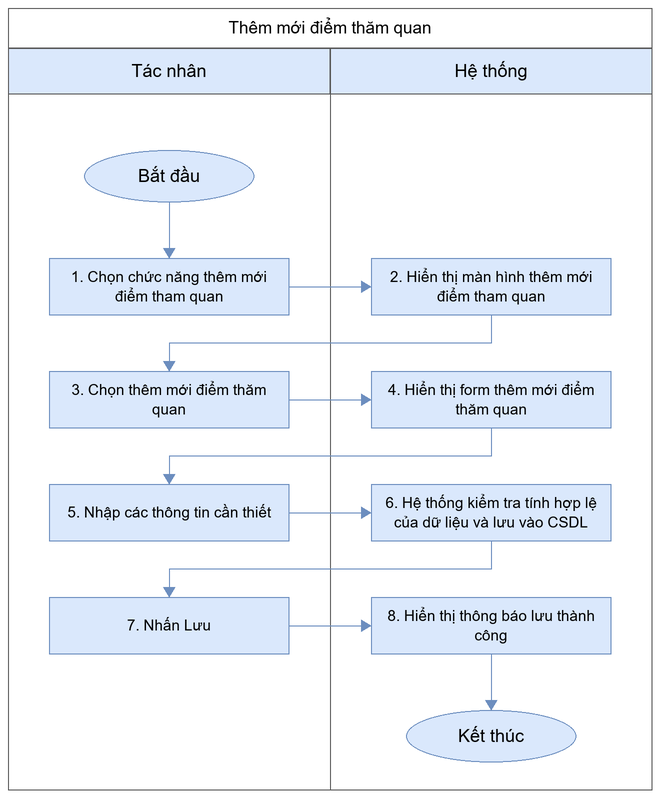 Thêm mới điểm thăm quan
Tác nhân
Hệ thống
Bắt đầu
1. Chọn chức năng thêm mới
điểm tham quan
2. Hiển thị màn hình thêm mới
điểm tham quan
3. Chọn thêm mới điểm thăm
quan
4. Hiển thị form thêm mới điểm
thăm quan
5. Nhập các thông tin cần thiết
6. Hệ thống kiểm tra tính hợp lệ
của dữ liệu và lưu vào CSDL
7. Nhấn Lưu
8. Hiển thị thông báo lưu thành
công
Kết thúc